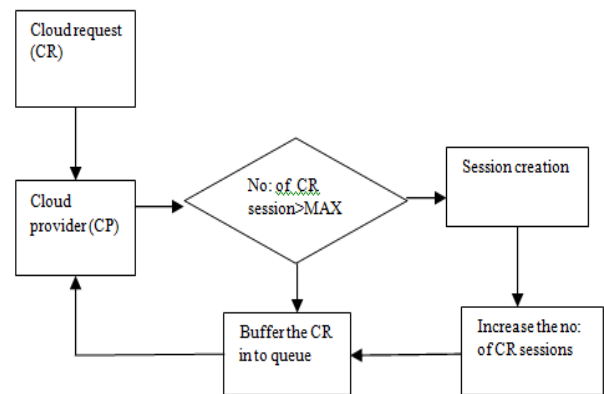 Cloud request
(CR)
Cloud
provider (CP)
No: of CR
session>MAX
Session creation
Buffer the CR
in to queue
Increase the no:
of CR sessions